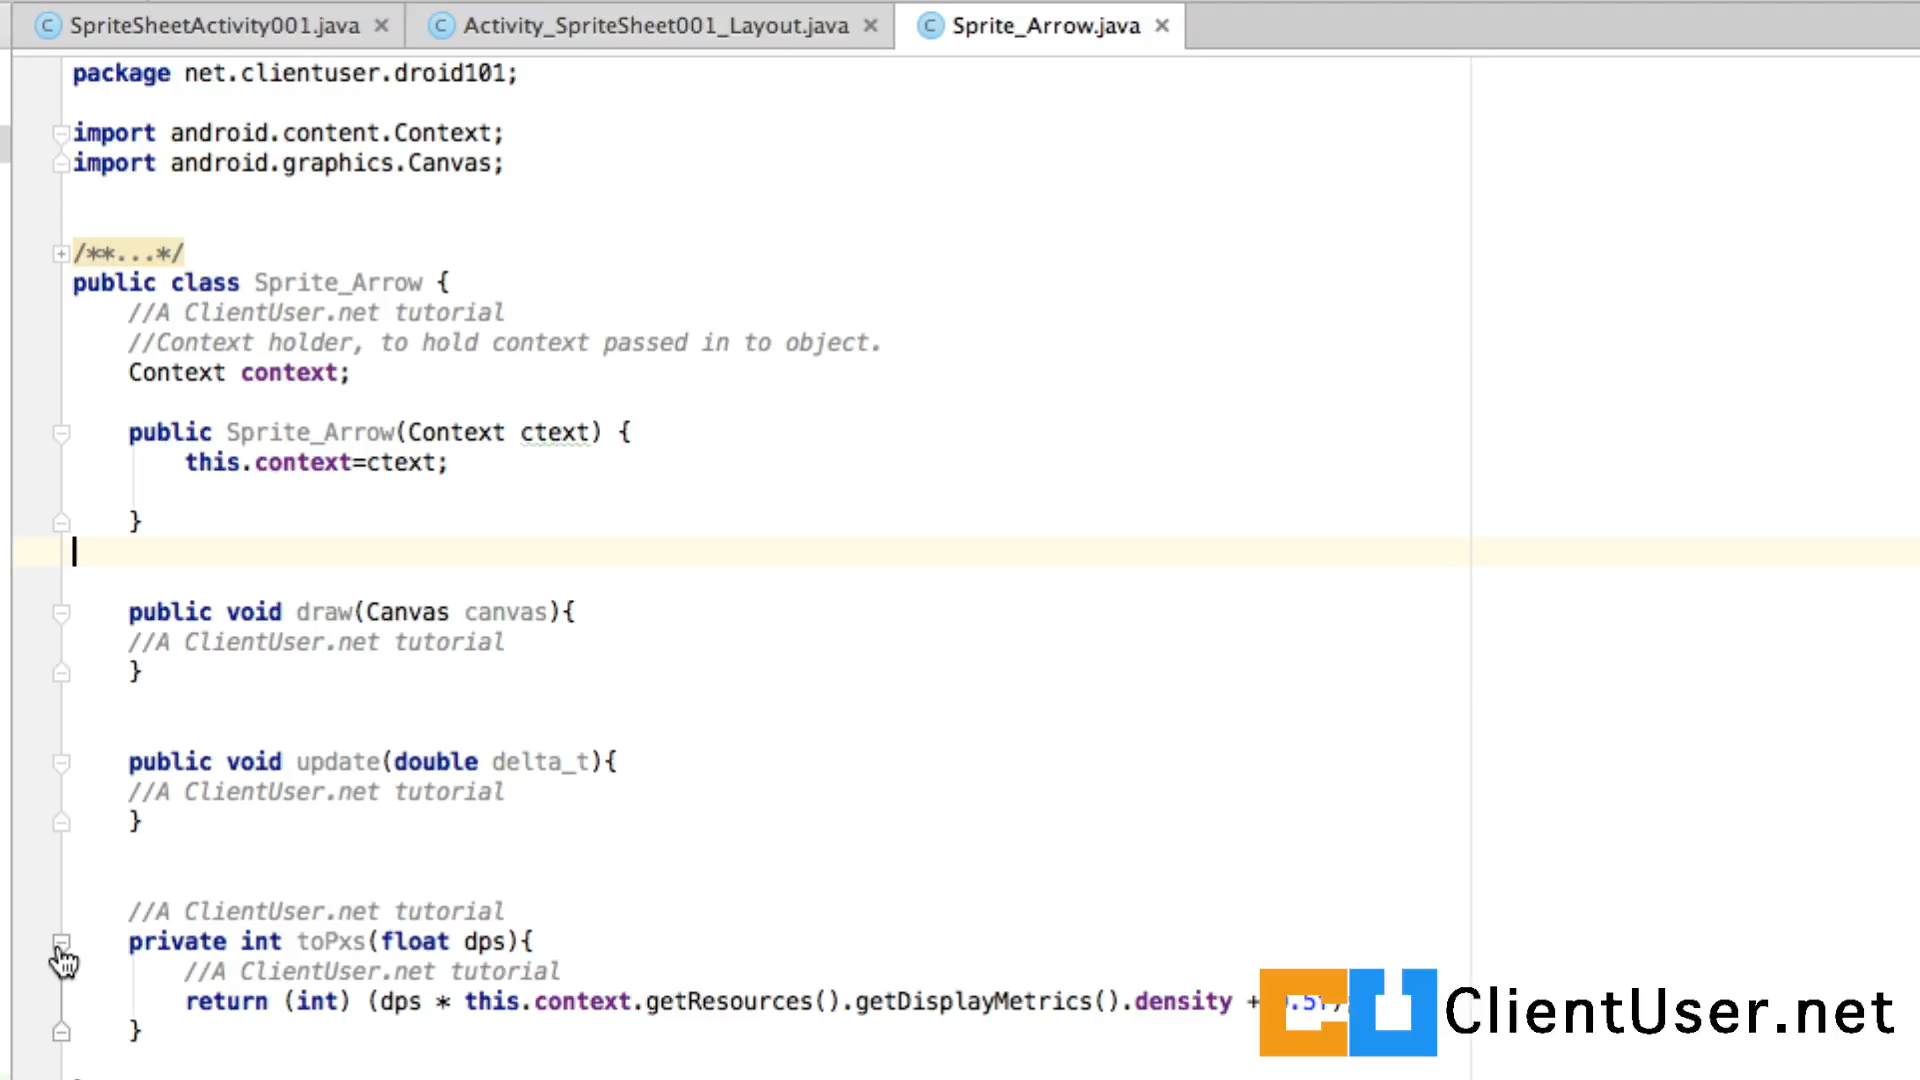 SpriteSheetActivity001.java
Activity_SpriteSheet001_Layout.java
Sprite_Arrow.java
package net.clientuser.droid101;
import android.content.Context;
import android.graphics.Canvas;
/**...*/
public class Sprite_Arrow {
//A ClientUser.net tutorial
//Context holder, to hold context passed in to object.
Context context;
public Sprite_Arrow(Context ctext) {
this.context=ctext;
}
public void draw(Canvas canvas){
//A ClientUser.net tutorial
}
public void update(double delta_t){
//A ClientUser.net tutorial
}
//A ClientUser.net tutorial
private int toPxs(float dps){
//A ClientUser.net tutorial
return (int) (dps * this.context.getResources().getDisplayMetrics().density +
}
ClientUser.net